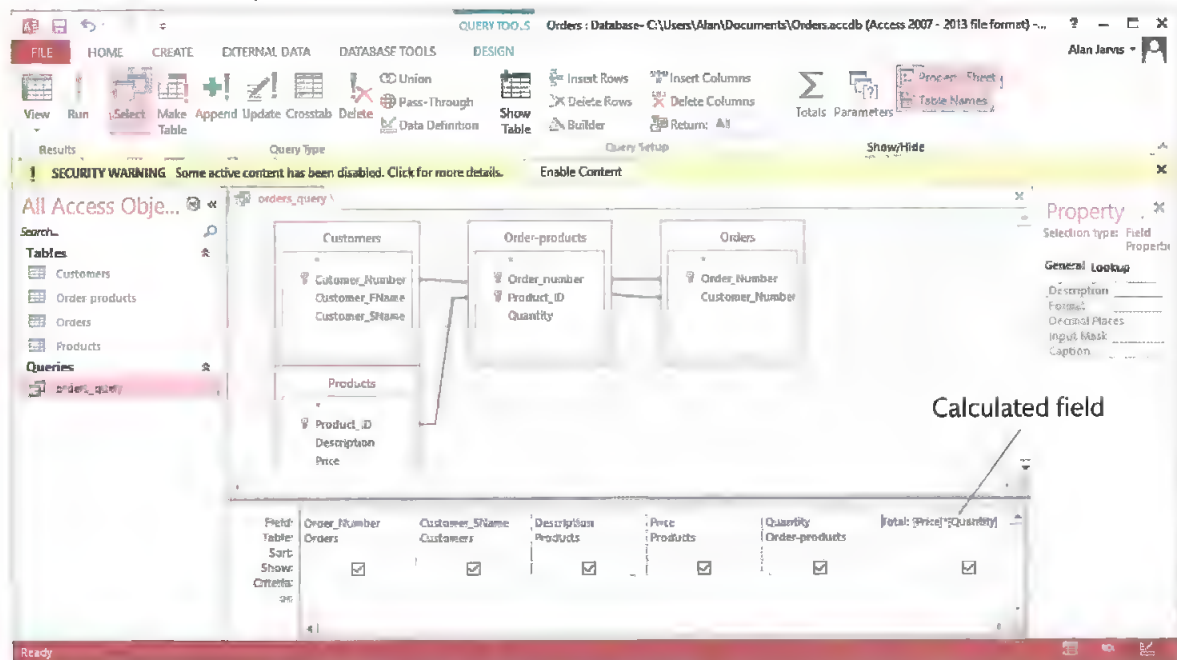 QUERY TOOLS Orders : Database- C:\Users\Alan\Documents\Orders.accdb (Access 2007 - 2013 file format) -... ?
FILE HOME CREATE EXTERNAL DATA DATABASE TOOLS DESIGN Alan Jarvis
View Run Select Make Table Append Update Crosstab Delete
Union
Pass-Through
Data Definition
Show Table
Insert Rows
Delete Rows
Builder
Insert Columns
Delete Columns
Return: All
Totals Parameters
Table Names
Results Query Type Query Setup Show/Hide
! SECURITY WARNING Some active content has been disabled. Click for more details. Enable Content
All Access Obje... «
Search...
Tables
Customers
Order products
Orders
Products
Queries
orders_query
orders_query
Customers
Cutomer_Number
Customer_FName
Customer_SName
Order-products
Order_number
Product_ID
Quantity
Orders
Order_Number
Customer_Number
Products
Product_ID
Description
Price
Property
Selection type: Field
General Lookup
Description
Format
Decimal Places
Input Mask
Caption
Calculated field
Field: Order_Number Customer_SName Description Price Quantity Total: [Price]*[Quantity]
Table: Orders Customers Products Products Order-products
Sort:
Show:
Criteria:
or:
Ready